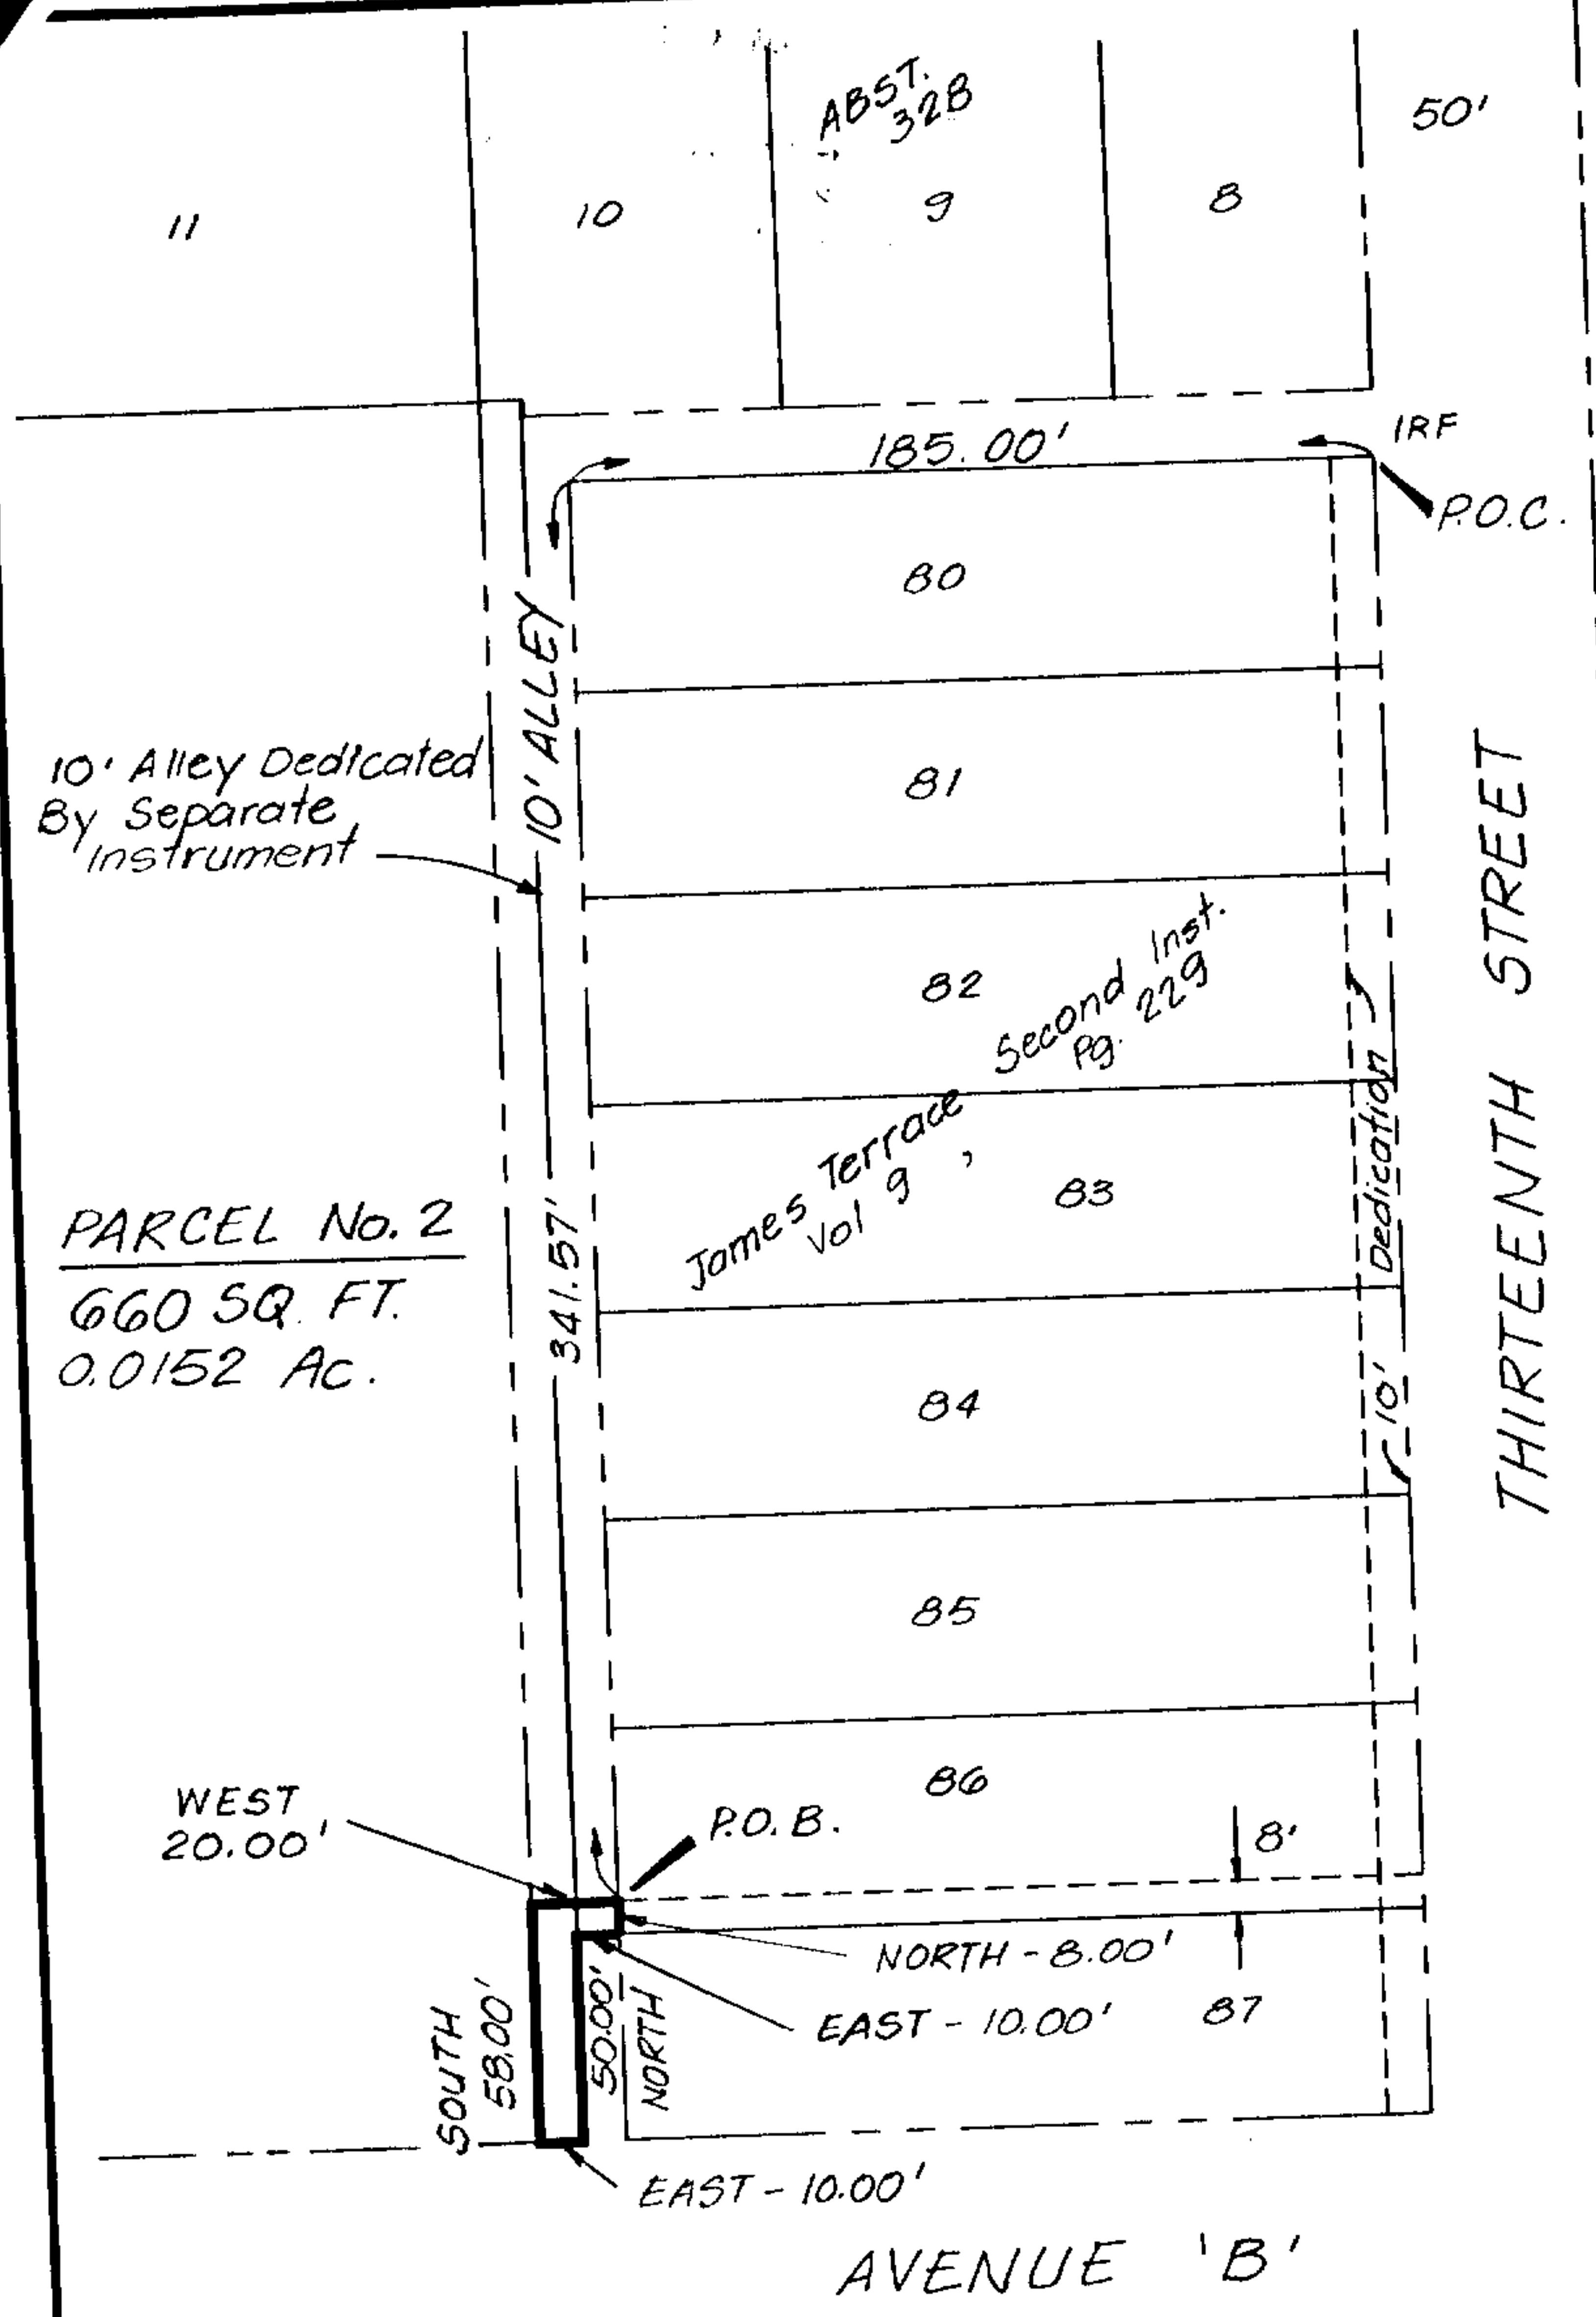 ABST.
328
50'
11
10
9
8
185.00'
IRF
P.O.C.
80
10' ALLEY
81
10' Alley Dedicated
By Separate
Instrument
82
James Terrace Second Inst.
Vol 9, Pg. 229
83
Dedication
10'
THIRTEENTH STREET
341.57'
PARCEL No. 2
660 SQ. FT.
0.0152 Ac.
84
85
86
WEST
20.00'
P.O.B.
8'
NORTH - 8.00'
EAST - 10.00'
87
SOUTH
58.00'
50.00'
NORTH
EAST - 10.00'
AVENUE 'B'